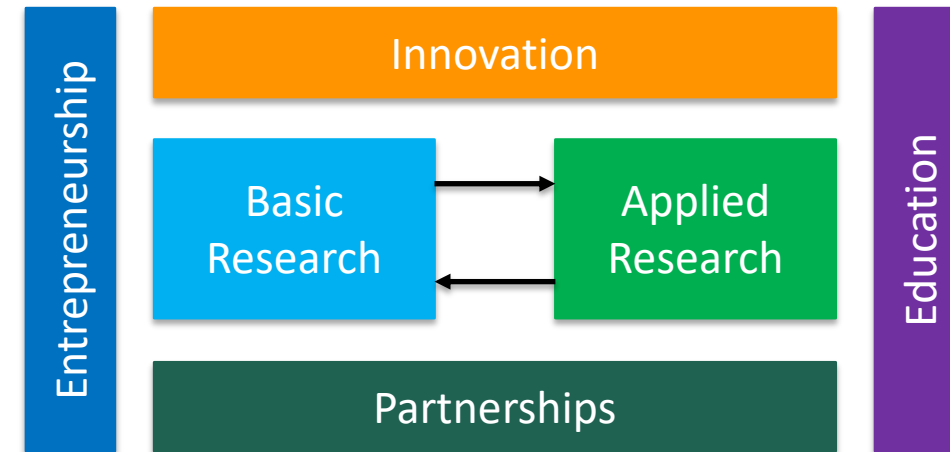 Entrepreneurship
Innovation
Basic
Research
Applied
Research
Partnerships
Education